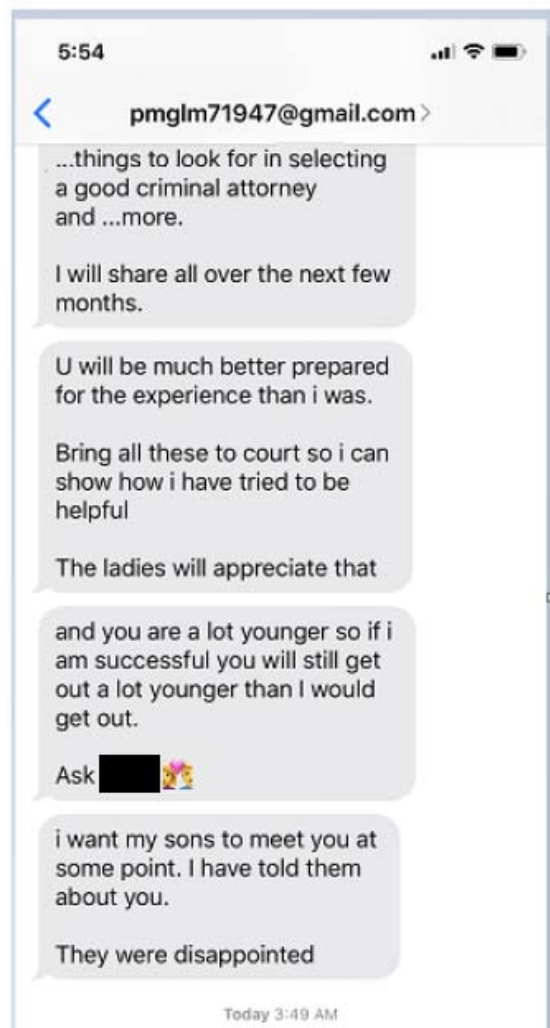 5:54
pmglm71947@gmail.com
...things to look for in selecting
a good criminal attorney
and ...more.
I will share all over the next few
months.
U will be much better prepared
for the experience than i was.
Bring all these to court so i can
show how i have tried to be
helpful
The ladies will appreciate that
and you are a lot younger so if i
am successful you will still get
out a lot younger than I would
get out.
Ask
i want my sons to meet you at
some point. I have told them
about you.
They were disappointed
Today 3:49 AM